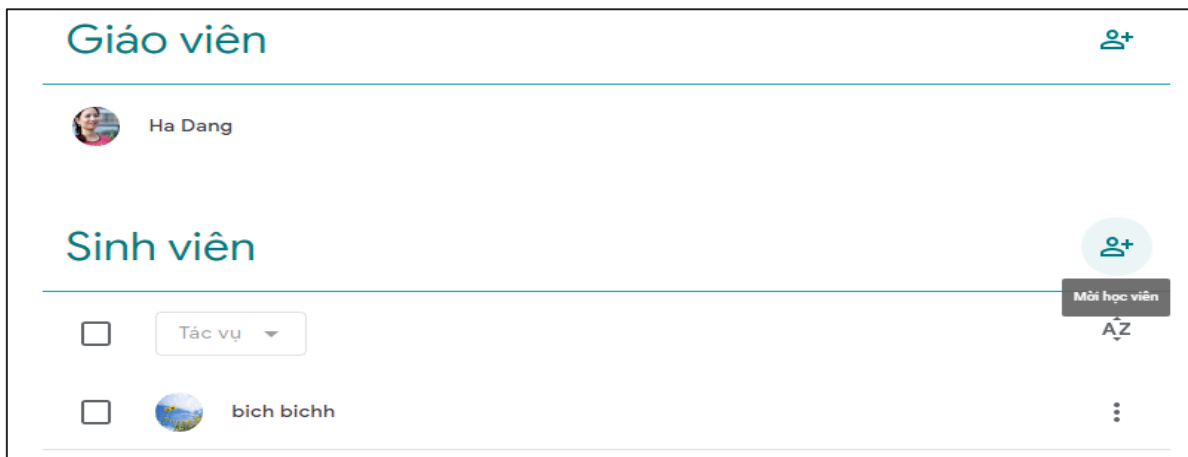 Giáo viên
Ha Dang
Sinh viên
Mời học viên
Tác vụ
AZ
bich bichh